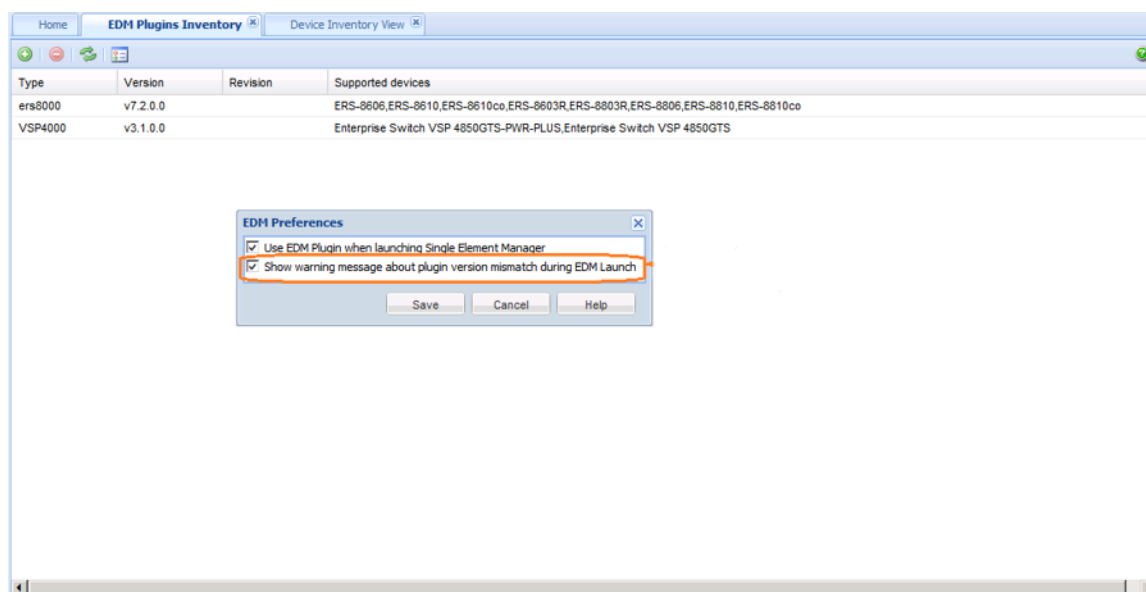 Home EDM Plugins Inventory Device Inventory View
Type Version Revision Supported devices
ers8000 v7.2.0.0 ERS-8606,ERS-8610,ERS-8610co,ERS-8603R,ERS-8803R,ERS-8806,ERS-8810,ERS-8810co
VSP4000 v3.1.0.0 Enterprise Switch VSP 4850GTS-PWR-PLUS,Enterprise Switch VSP 4850GTS
EDM Preferences
Use EDM Plugin when launching Single Element Manager
Show warning message about plugin version mismatch during EDM Launch
Save Cancel Help